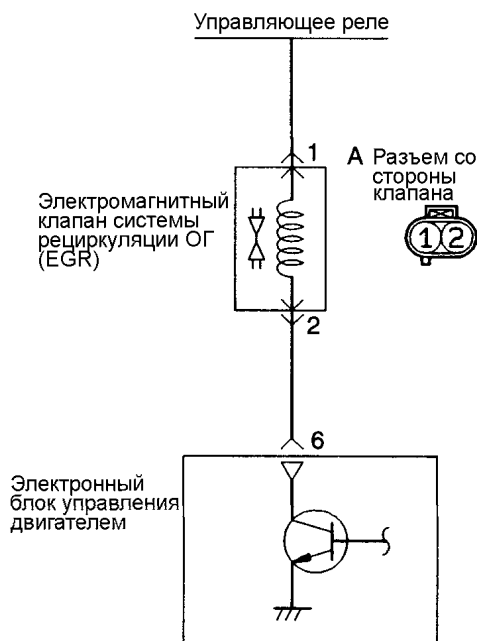 Управляющее реле
1
А Разъем со
стороны
клапана
1 2
Электромагнитный
клапан системы
рециркуляции ОГ
(EGR)
2
6
Электронный
блок управления
двигателем